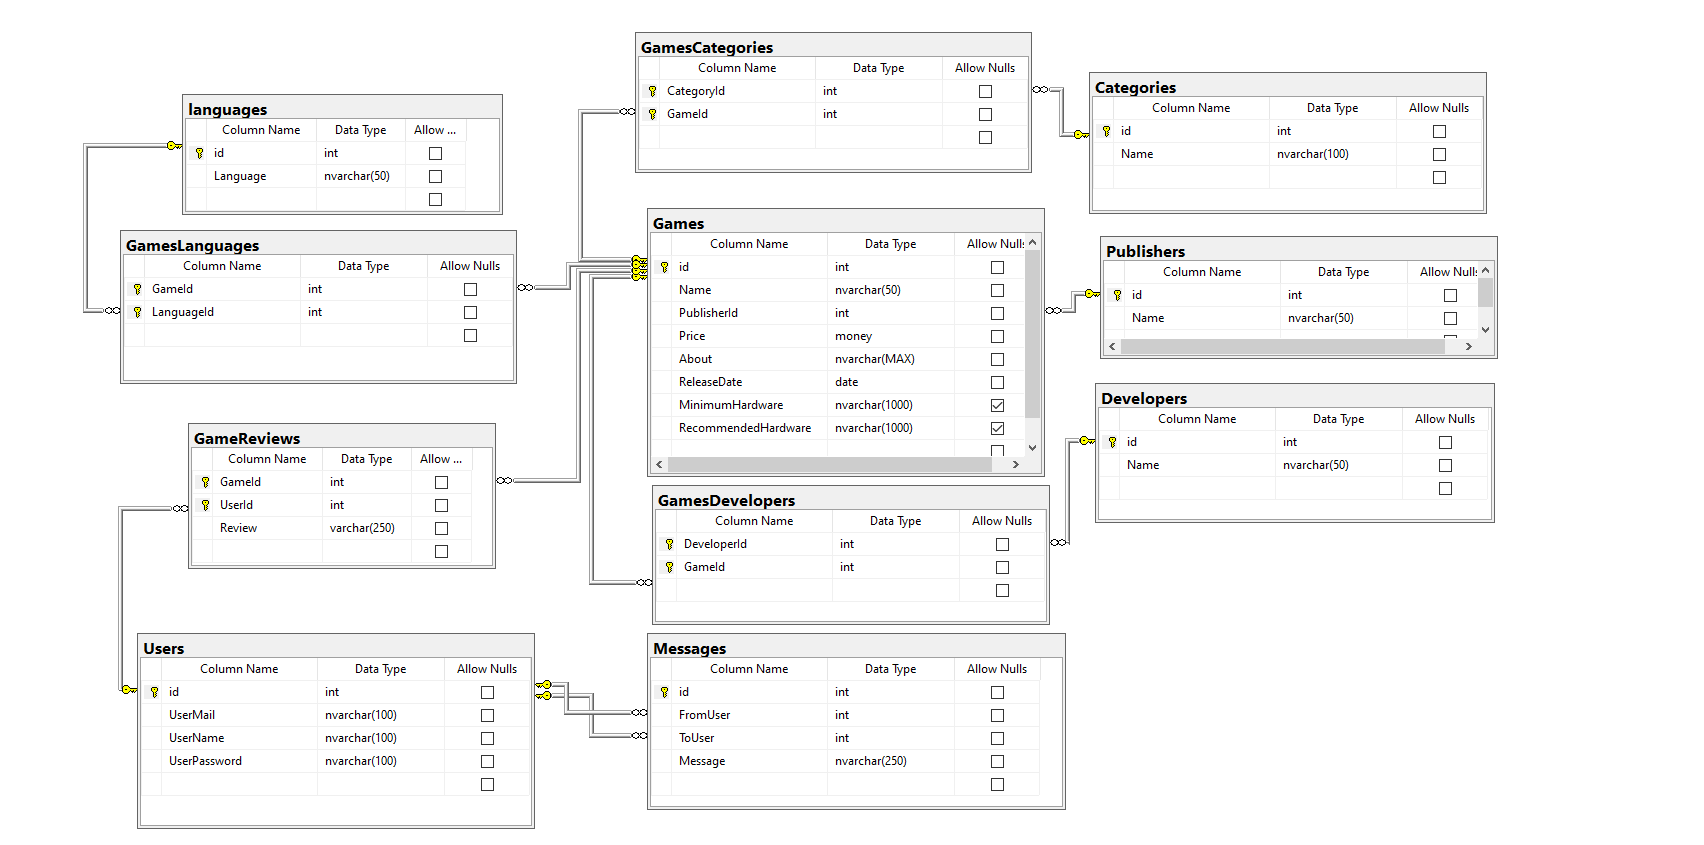 GamesCategories
Column Name Data Type Allow Nulls
CategoryId int
GameId int
Categories
Column Name Data Type Allow Nulls
id int
Name nvarchar(100)
languages
Column Name Data Type Allow ...
id int
Language nvarchar(50)
Games
Column Name Data Type Allow Nulls
id int
Name nvarchar(50)
PublisherId int
Price money
About nvarchar(MAX)
ReleaseDate date
MinimumHardware nvarchar(1000)
RecommendedHardware nvarchar(1000)
GamesLanguages
Column Name Data Type Allow Nulls
GameId int
LanguageId int
Publishers
Column Name Data Type Allow Nulls
id int
Name nvarchar(50)
Developers
Column Name Data Type Allow Nulls
id int
Name nvarchar(50)
GameReviews
Column Name Data Type Allow ...
GameId int
UserId int
Review varchar(250)
GamesDevelopers
Column Name Data Type Allow Nulls
DeveloperId int
GameId int
Users
Column Name Data Type Allow Nulls
id int
UserMail nvarchar(100)
UserName nvarchar(100)
UserPassword nvarchar(100)
Messages
Column Name Data Type Allow Nulls
id int
FromUser int
ToUser int
Message nvarchar(250)